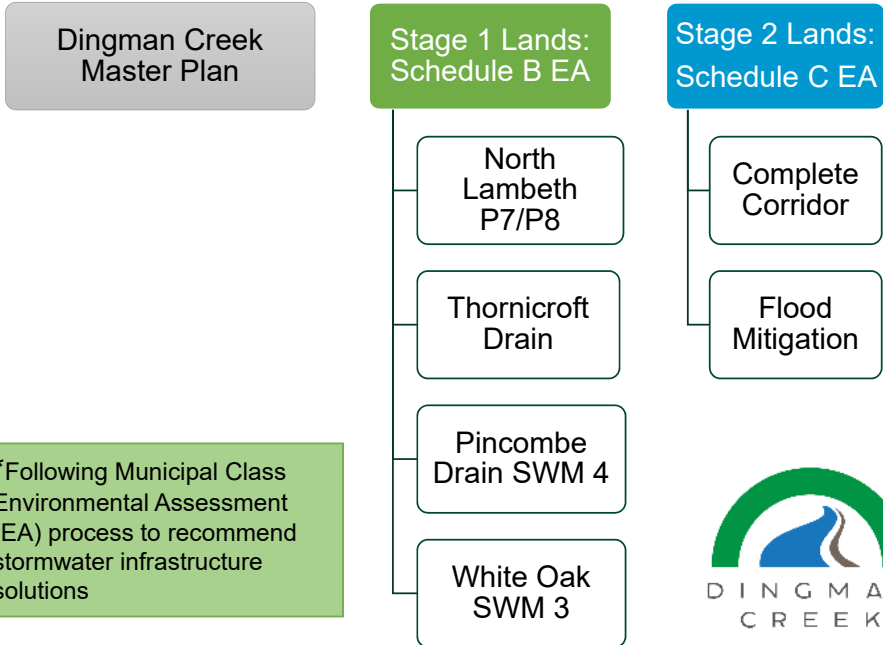 Dingman Creek
Master Plan
Stage 1 Lands:
Schedule B EA
Stage 2 Lands:
Schedule C EA
North
Lambeth
P7/P8
Complete
Corridor
Thornicroft
Drain
Flood
Mitigation
Pincombe
Drain SWM 4
*Following Municipal Class
Environmental Assessment
(EA) process to recommend
stormwater infrastructure
solutions
White Oak
SWM 3
DINGMA
CREEK